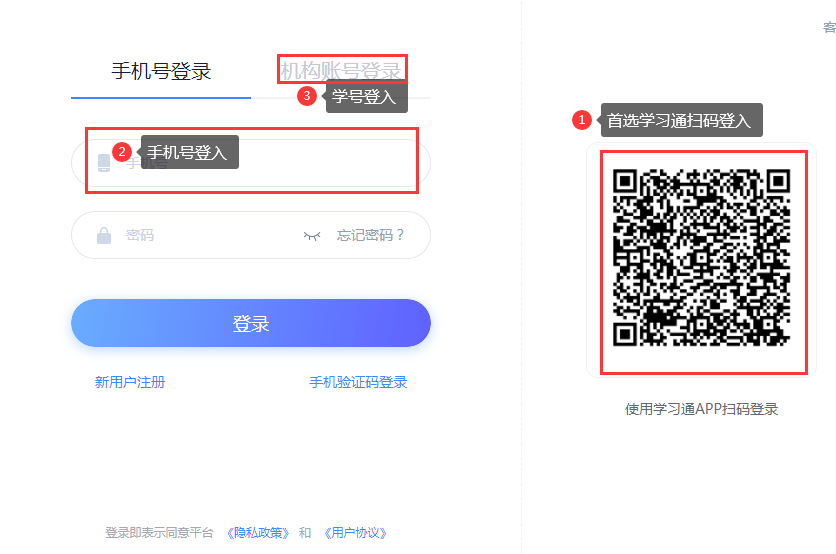 客
手机号登录
机构账号登录
3
学号登入
1
首选学习通扫码登入
2
手机号登入
手机号
密码
忘记密码？
登录
新用户注册
手机验证码登录
使用学习通APP扫码登录
登录即表示同意平台 《隐私政策》 和 《用户协议》